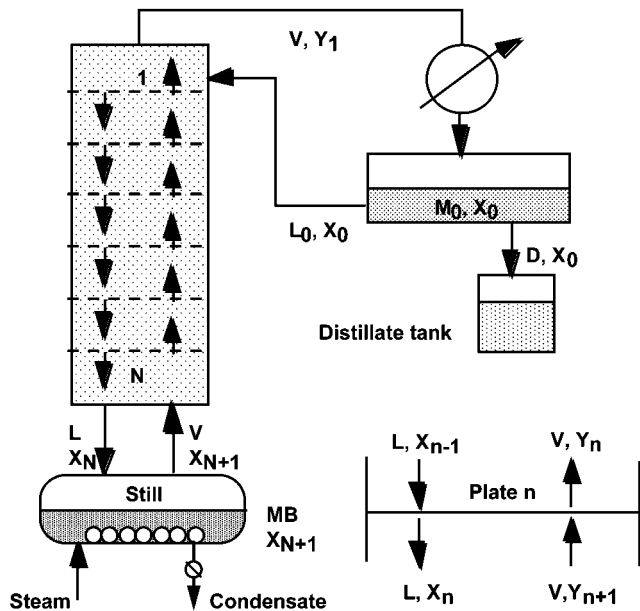 V, Y1
1
M0, X0
L0, X0
D, X0
Distillate tank
N
L
XN
V
XN+1
Still
MB
XN+1
Steam
Condensate
L, Xn-1
V, Yn
Plate n
L, Xn
V,Yn+1